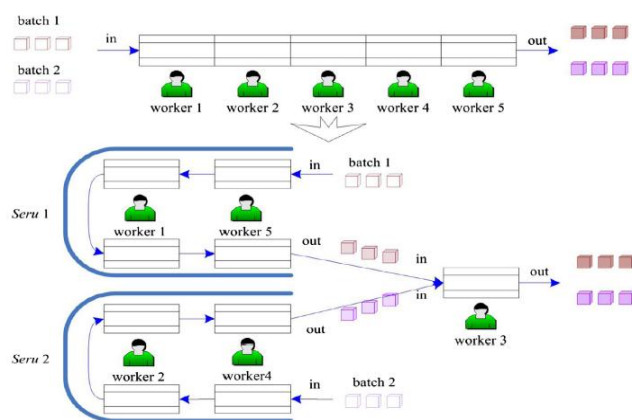 batch 1
in
out
batch 2
worker 1
worker 2
worker 3
worker 4
worker 5
in
batch 1
Seru 1
worker 1
worker 5
out
in
out
in
out
worker 3
Seru 2
worker 2
worker4
in
batch 2